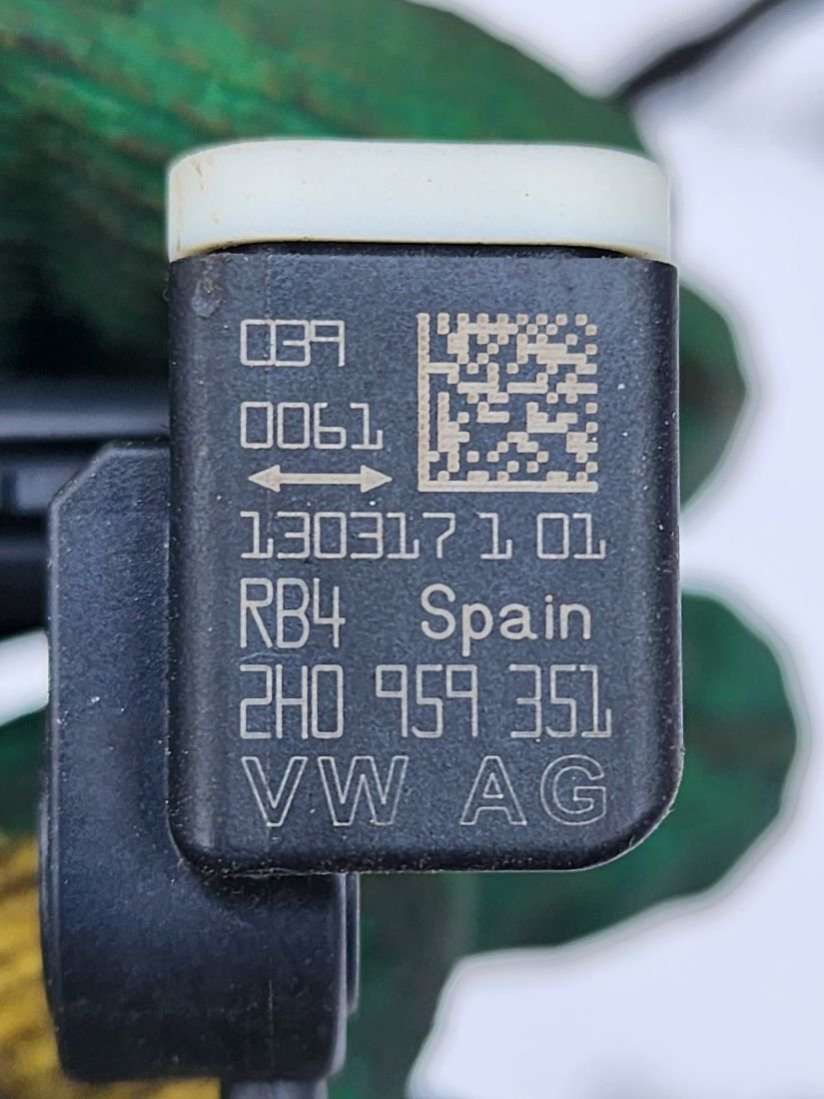 039
0061
130317 1 01
RB4 Spain
2H0 959 351
VW AG